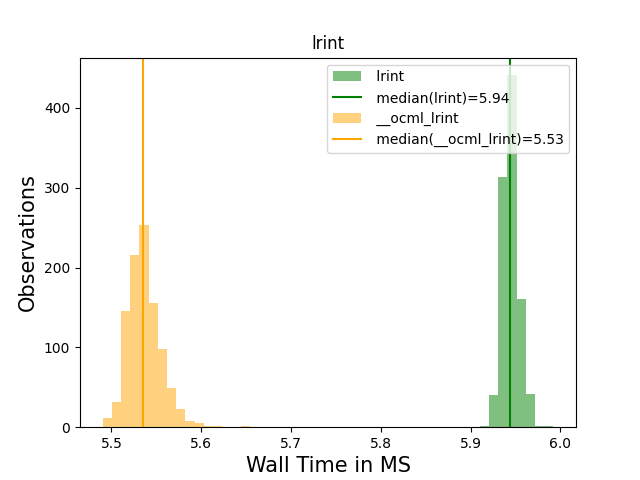 lrint
lrint
median(lrint)=5.94
__ocml_lrint
median(__ocml_lrint)=5.53
Observations
400
300
200
100
0
5.5 5.6 5.7 5.8 5.9 6.0
Wall Time in MS